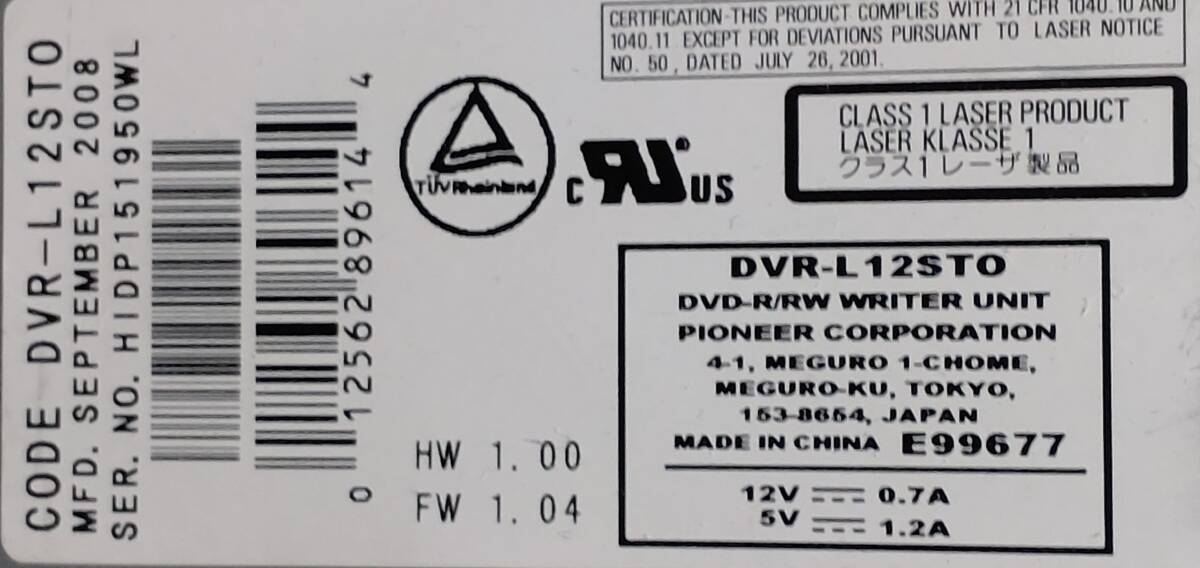 CODE DVR-L12STO
MFD. SEPTEMBER 2008
SER. NO. HIDP1551950WL
0 12562 89614 4
CERTIFICATION-THIS PRODUCT COMPLIES WITH 21 CFR 1040.10 AND
1040.11 EXCEPT FOR DEVIATIONS PURSUANT TO LASER NOTICE
NO. 50, DATED JULY 26, 2001.
TÜVRheinland
C RU® US
CLASS 1 LASER PRODUCT
LASER KLASSE 1
クラス1レーザ製品
HW 1.00
FW 1.04
DVR-L12STO
DVD-R/RW WRITER UNIT
PIONEER CORPORATION
4-1, MEGURO 1-CHOME,
MEGURO-KU, TOKYO,
153-8654, JAPAN
MADE IN CHINA E99677
12V ⎓ 0.7A
5V ⎓ 1.2A